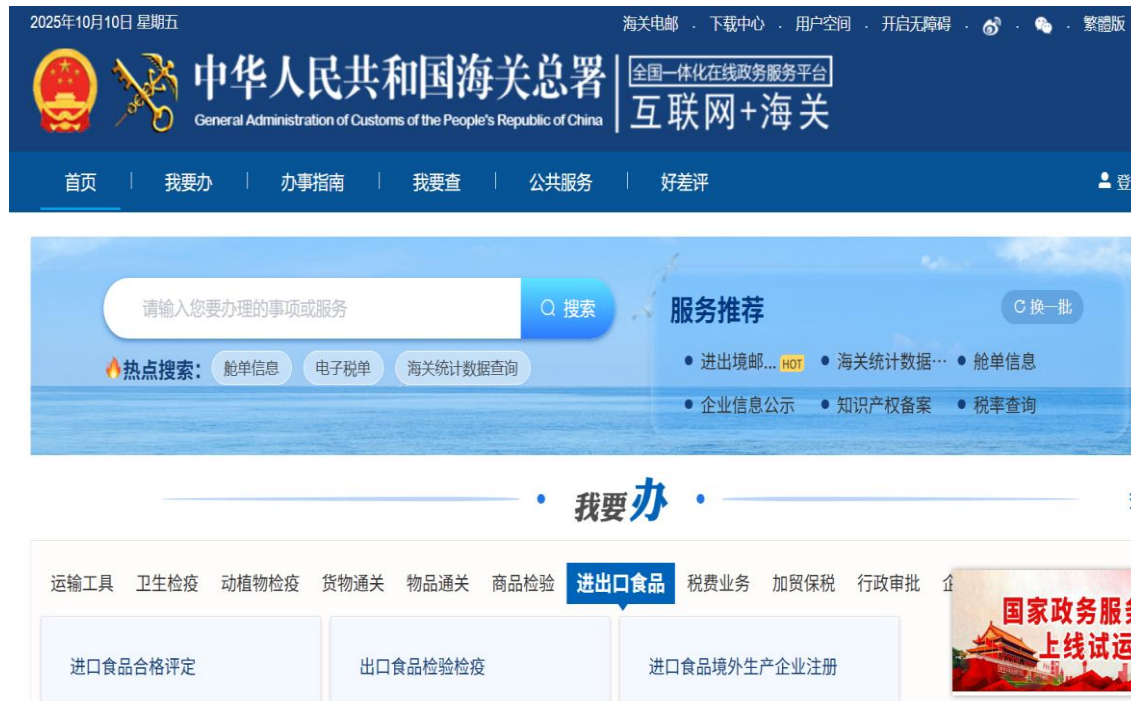 2025年10月10日 星期五
海关电邮 . 下载中心 . 用户空间 . 开启无障碍 . . . 繁體版
中华人民共和国海关总署
General Administration of Customs of the People's Republic of China
全国一体化在线政务服务平台
互联网+海关
首页 我要办 办事指南 我要查 公共服务 好差评 登
请输入您要办理的事项或服务 搜索
热点搜索： 舱单信息 电子税单 海关统计数据查询
服务推荐 换一批
进出境邮... HOT 海关统计数据… 舱单信息
企业信息公示 知识产权备案 税率查询
我要办
运输工具 卫生检疫 动植物检疫 货物通关 物品通关 商品检验 进出口食品 税费业务 加贸保税 行政审批
国家政务服
上线试运
进口食品合格评定 出口食品检验检疫 进口食品境外生产企业注册